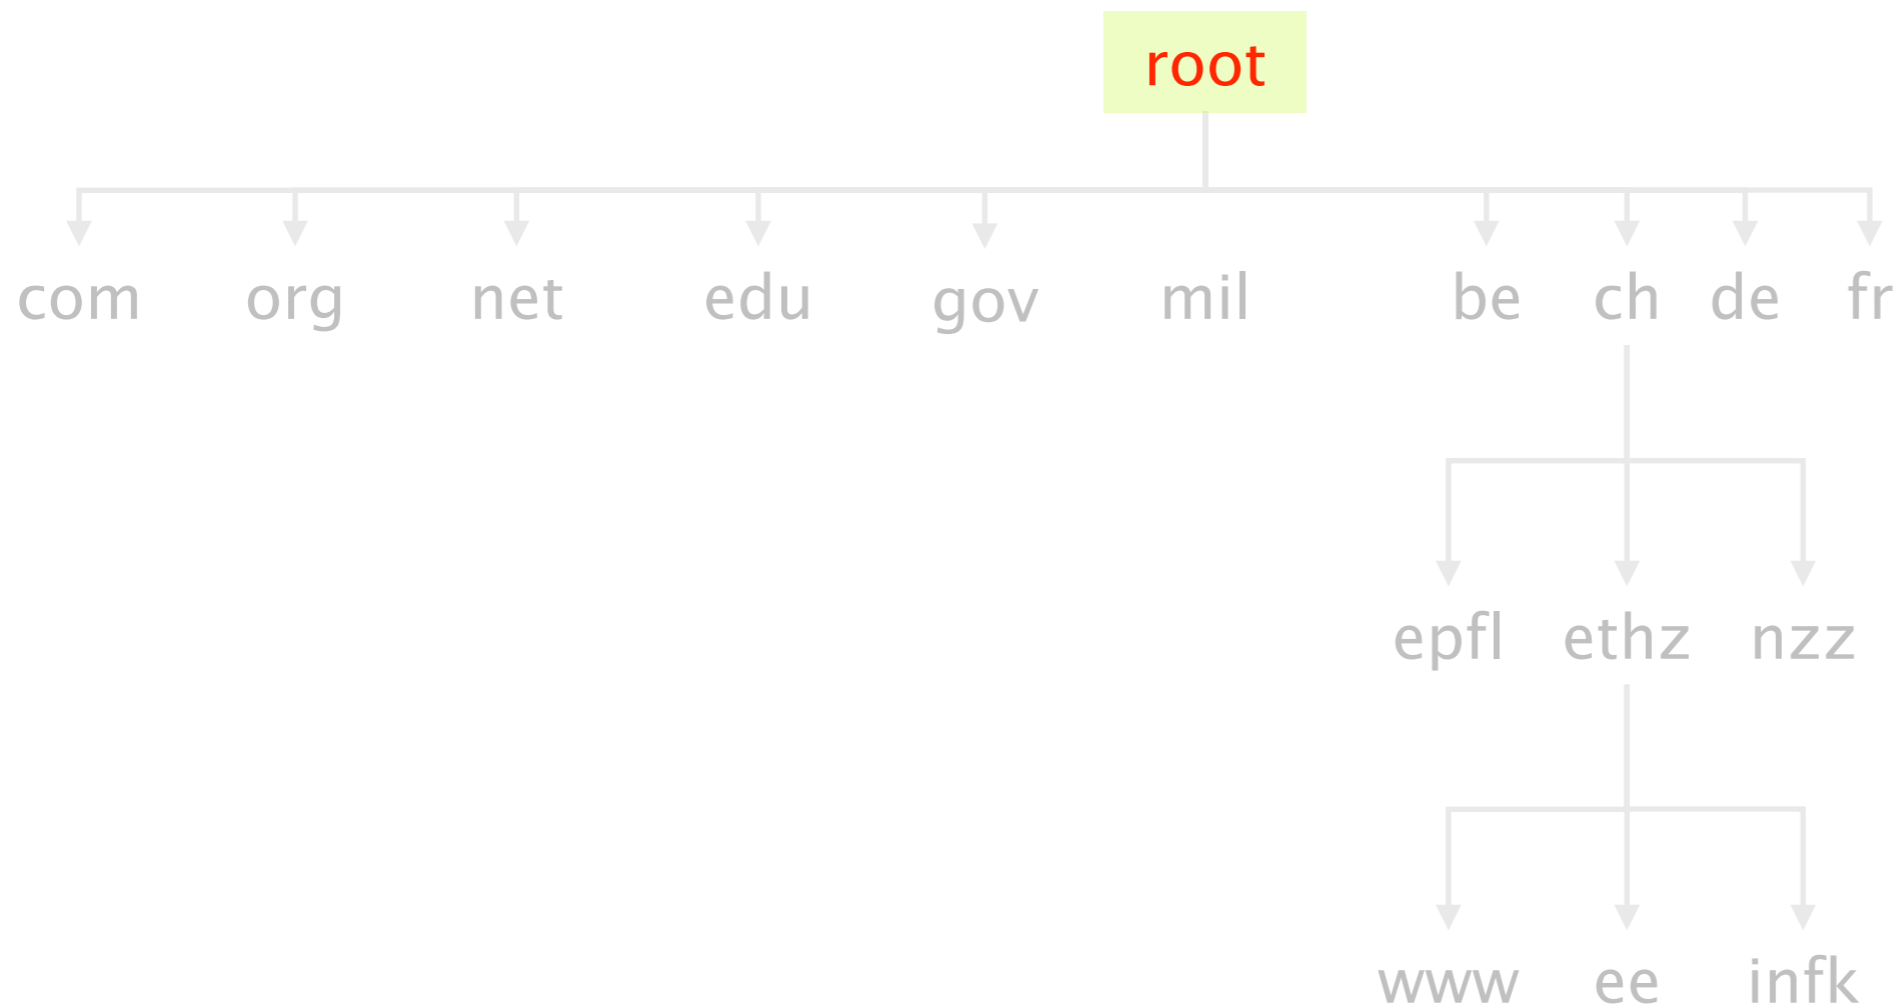 root
com org net edu gov mil be ch de fr
epfl ethz nzz
www ee infk